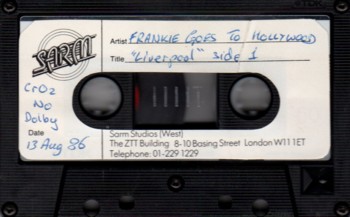 TDK
SARM
Artist FRANKIE GOES TO HOLLYWOOD
Title "Liverpool" side 1
CrO2
No
Dolby
Date
13 Aug 86
Sarm Studios (West)
The ZTT Building 8-10 Basing Street London W11 1ET
Telephone: 01-229 1229